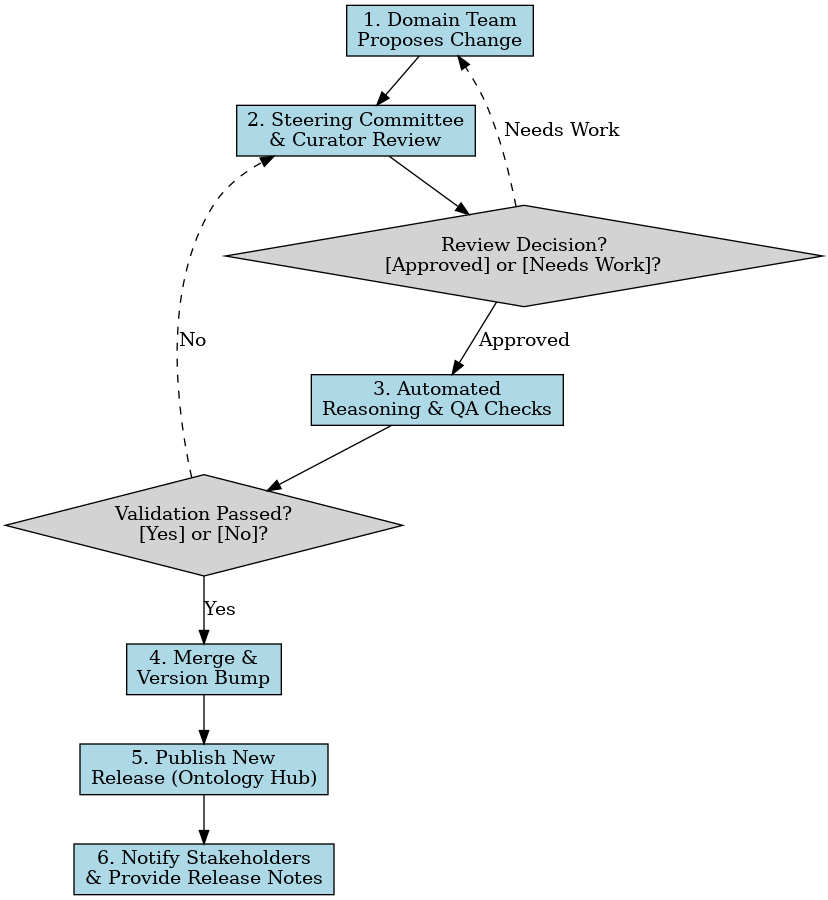 1. Domain Team
Proposes Change
2. Steering Committee
& Curator Review
Needs Work
Review Decision?
[Approved] or [Needs Work]?
No
Approved
3. Automated
Reasoning & QA Checks
Validation Passed?
[Yes] or [No]?
Yes
4. Merge &
Version Bump
5. Publish New
Release (Ontology Hub)
6. Notify Stakeholders
& Provide Release Notes